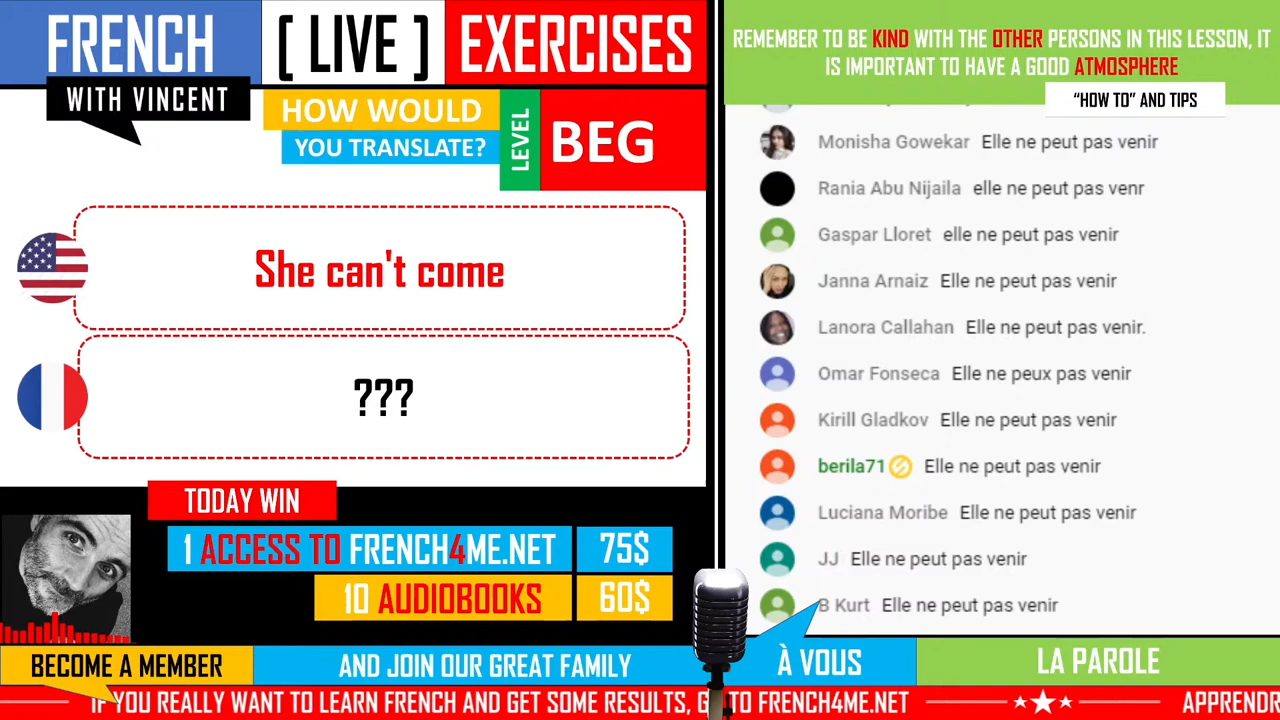 FRENCH
WITH VINCENT
[ LIVE ]
EXERCISES
HOW WOULD
YOU TRANSLATE?
LEVEL
BEG
She can't come
???
TODAY WIN
1 ACCESS TO FRENCH4ME.NET 75$
10 AUDIOBOOKS 60$
REMEMBER TO BE KIND WITH THE OTHER PERSONS IN THIS LESSON, IT
IS IMPORTANT TO HAVE A GOOD ATMOSPHERE
“HOW TO” AND TIPS
Monisha Gowekar Elle ne peut pas venir
Rania Abu Nijaila elle ne peut pas venr
Gaspar Lloret elle ne peut pas venir
Janna Arnaiz Elle ne peut pas venir
Lanora Callahan Elle ne peut pas venir.
Omar Fonseca Elle ne peux pas venir
Kirill Gladkov Elle ne peut pas venir
berila71 Elle ne peut pas venir
Luciana Moribe Elle ne peut pas venir
JJ Elle ne peut pas venir
B Kurt Elle ne peut pas venir
BECOME A MEMBER
AND JOIN OUR GREAT FAMILY
À VOUS
LA PAROLE
IF YOU REALLY WANT TO LEARN FRENCH AND GET SOME RESULTS, TO FRENCH4ME.NET